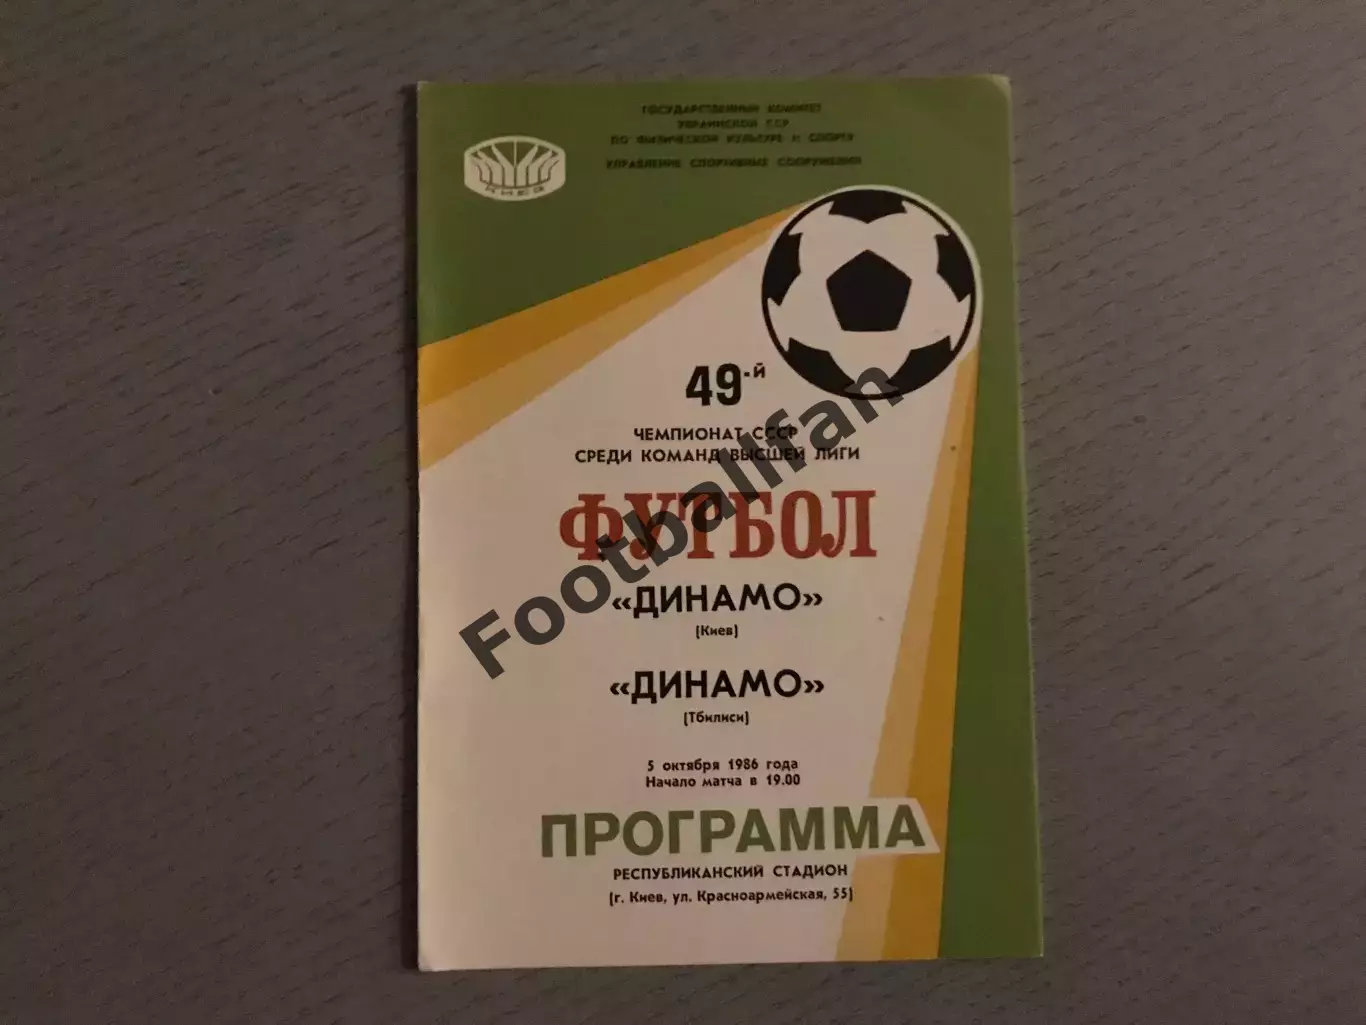 ГОСУДАРСТВЕННЫЙ КОМИТЕТ
УКРАИНСКОЙ ССР
ПО ФИЗИЧЕСКОЙ КУЛЬТУРЕ И СПОРТУ
УПРАВЛЕНИЕ СПОРТИВНЫХ СООРУЖЕНИЙ
КИЕВ
49-й
ЧЕМПИОНАТ СССР
СРЕДИ КОМАНД ВЫСШЕЙ ЛИГИ
ФУТБОЛ
«ДИНАМО»
(Киев)
«ДИНАМО»
(Тбилиси)
5 октября 1986 года
Начало матча в 19.00
ПРОГРАММА
РЕСПУБЛИКАНСКИЙ СТАДИОН
(г. Киев, ул. Красноармейская, 55)
Footballfan